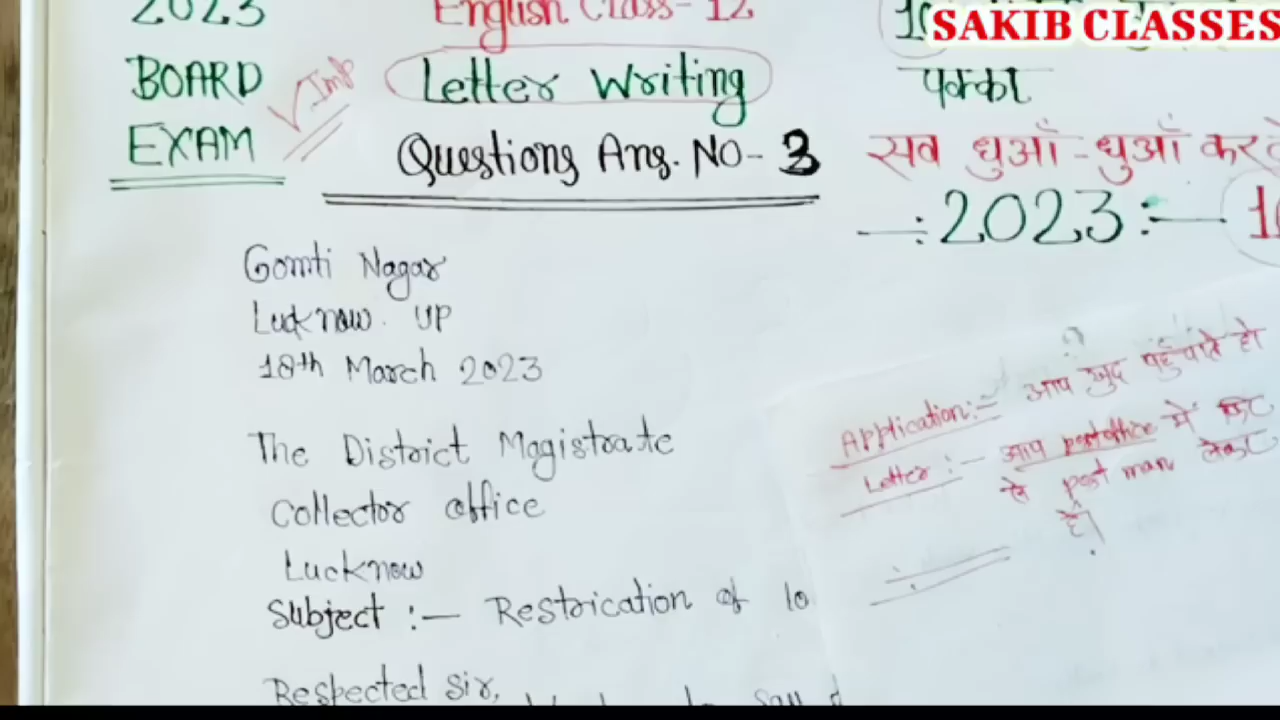 2023
BOARD
EXAM
Imp
English Class-12
Letter Writing
Questions Ans. NO- 3
SAKIB CLASSES
पक्का
सब धुआँ-धुआँ कर
2023
Gomti Nagar
Lucknow. UP
18th March 2023
The District Magistrate
Collector office
Lucknow
Subject :— Restrication of lo
Respected sir,
Application:- आप खुद पहुँचाते हो
Letter :- आप postoffice में
से post man लेकर
है।